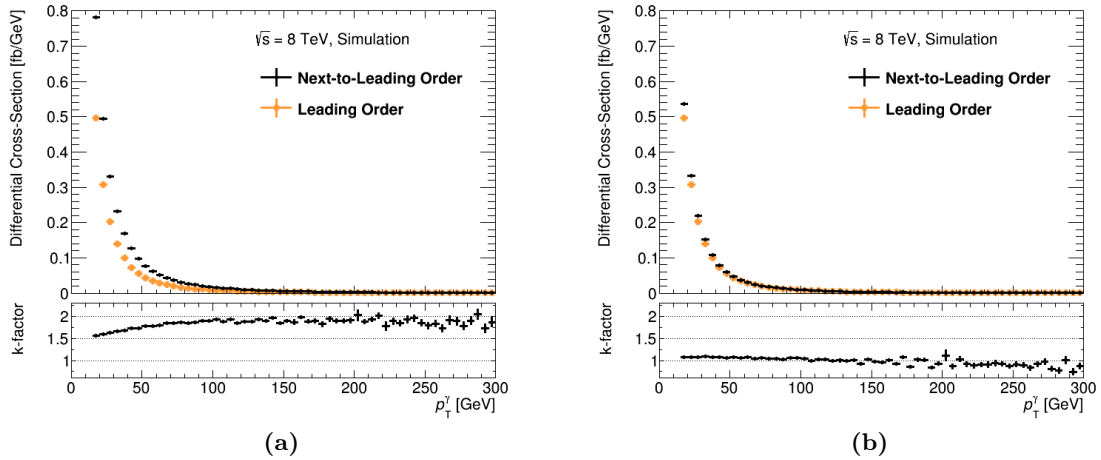 Differential Cross-Section [fb/GeV]
0.8
0.7
0.6
0.5
0.4
0.3
0.2
0.1
0
√s = 8 TeV, Simulation
Next-to-Leading Order
Leading Order
k-factor
2
1.5
1
0 50 100 150 200 250 300
p_T^γ [GeV]
(a)
Differential Cross-Section [fb/GeV]
0.8
0.7
0.6
0.5
0.4
0.3
0.2
0.1
0
√s = 8 TeV, Simulation
Next-to-Leading Order
Leading Order
k-factor
2
1.5
1
0 50 100 150 200 250 300
p_T^γ [GeV]
(b)